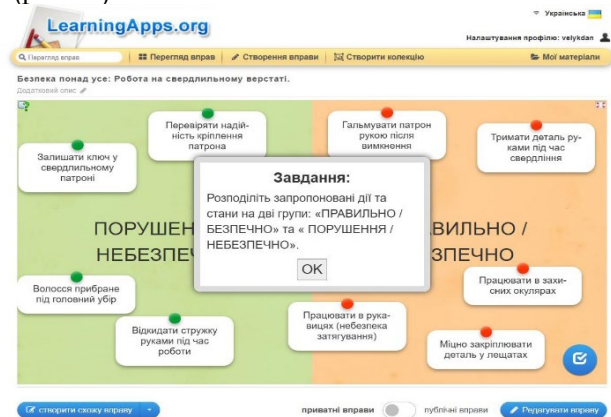 LearningApps.org
Українська
Налаштування профілю: velykdan
Перегляд вправ
Перегляд вправ
Створення вправи
Створити колекцію
Мої матеріали
Безпека понад усе: Робота на свердлильному верстаті.
Додатковий опис
Перевіряти надій-
ність кріплення
патрона
Гальмувати патрон
рукою після
вимкнення
Залишати ключ у
свердлильному
патроні
Тримати деталь ру-
ками під час
свердління
Завдання:
Розподіліть запропоновані дії та
стани на дві групи: «ПРАВИЛЬНО /
БЕЗПЕЧНО» та « ПОРУШЕННЯ /
НЕБЕЗПЕЧНО».
OK
ПОРУШЕН
НЕБЕЗПЕЧ
ВИЛЬНО /
ЗПЕЧНО
Волосся прибране
під головний убір
Працювати в захи-
сних окулярах
Відкидати стружку
руками під час
роботи
Працювати в рука-
вицях (небезпека
затягування)
Міцно закріплювати
деталь у лещатах
створити схожу вправу
приватні вправи
публічні вправи
Редагувати вправу